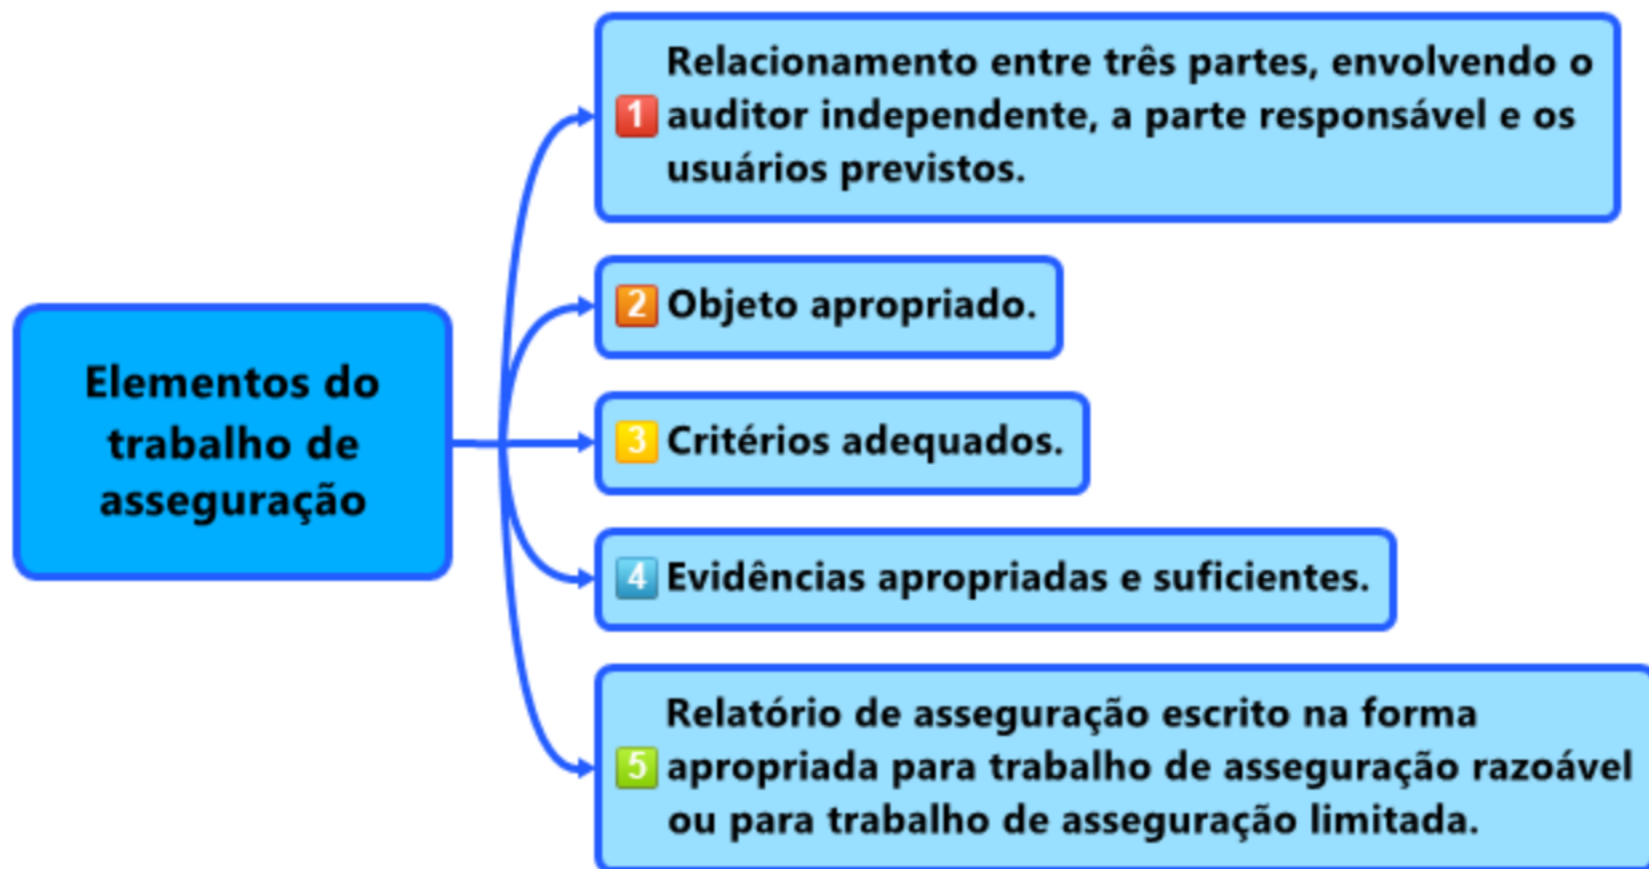 Elementos do
trabalho de
asseguração
1
Relacionamento entre três partes, envolvendo o
auditor independente, a parte responsável e os
usuários previstos.
2 Objeto apropriado.
3 Critérios adequados.
4 Evidências apropriadas e suficientes.
5
Relatório de asseguração escrito na forma
apropriada para trabalho de asseguração razoável
ou para trabalho de asseguração limitada.